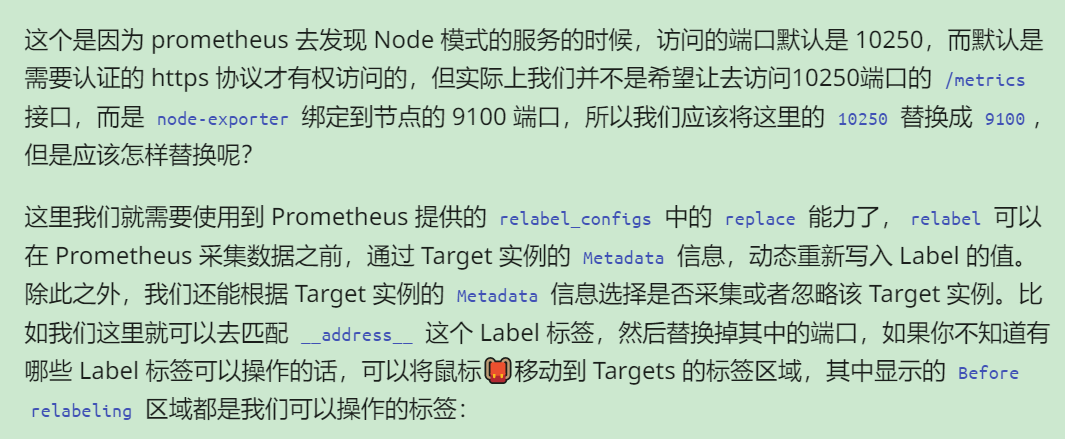 这个是因为 prometheus 去发现 Node 模式的服务的时候，访问的端口默认是 10250，而默认是
需要认证的 https 协议才有权访问的，但实际上我们并不是希望让去访问10250端口的 /metrics
接口，而是 node-exporter 绑定到节点的 9100 端口，所以我们应该将这里的 10250 替换成 9100，
但是应该怎样替换呢？
这里我们就需要使用到 Prometheus 提供的 relabel_configs 中的 replace 能力了，relabel 可以
在 Prometheus 采集数据之前，通过 Target 实例的 Metadata 信息，动态重新写入 Label 的值。
除此之外，我们还能根据 Target 实例的 Metadata 信息选择是否采集或者忽略该 Target 实例。比
如我们这里就可以去匹配 __address__ 这个 Label 标签，然后替换掉其中的端口，如果你不知道有
哪些 Label 标签可以操作的话，可以将鼠标移动到 Targets 的标签区域，其中显示的 Before
relabeling 区域都是我们可以操作的标签：